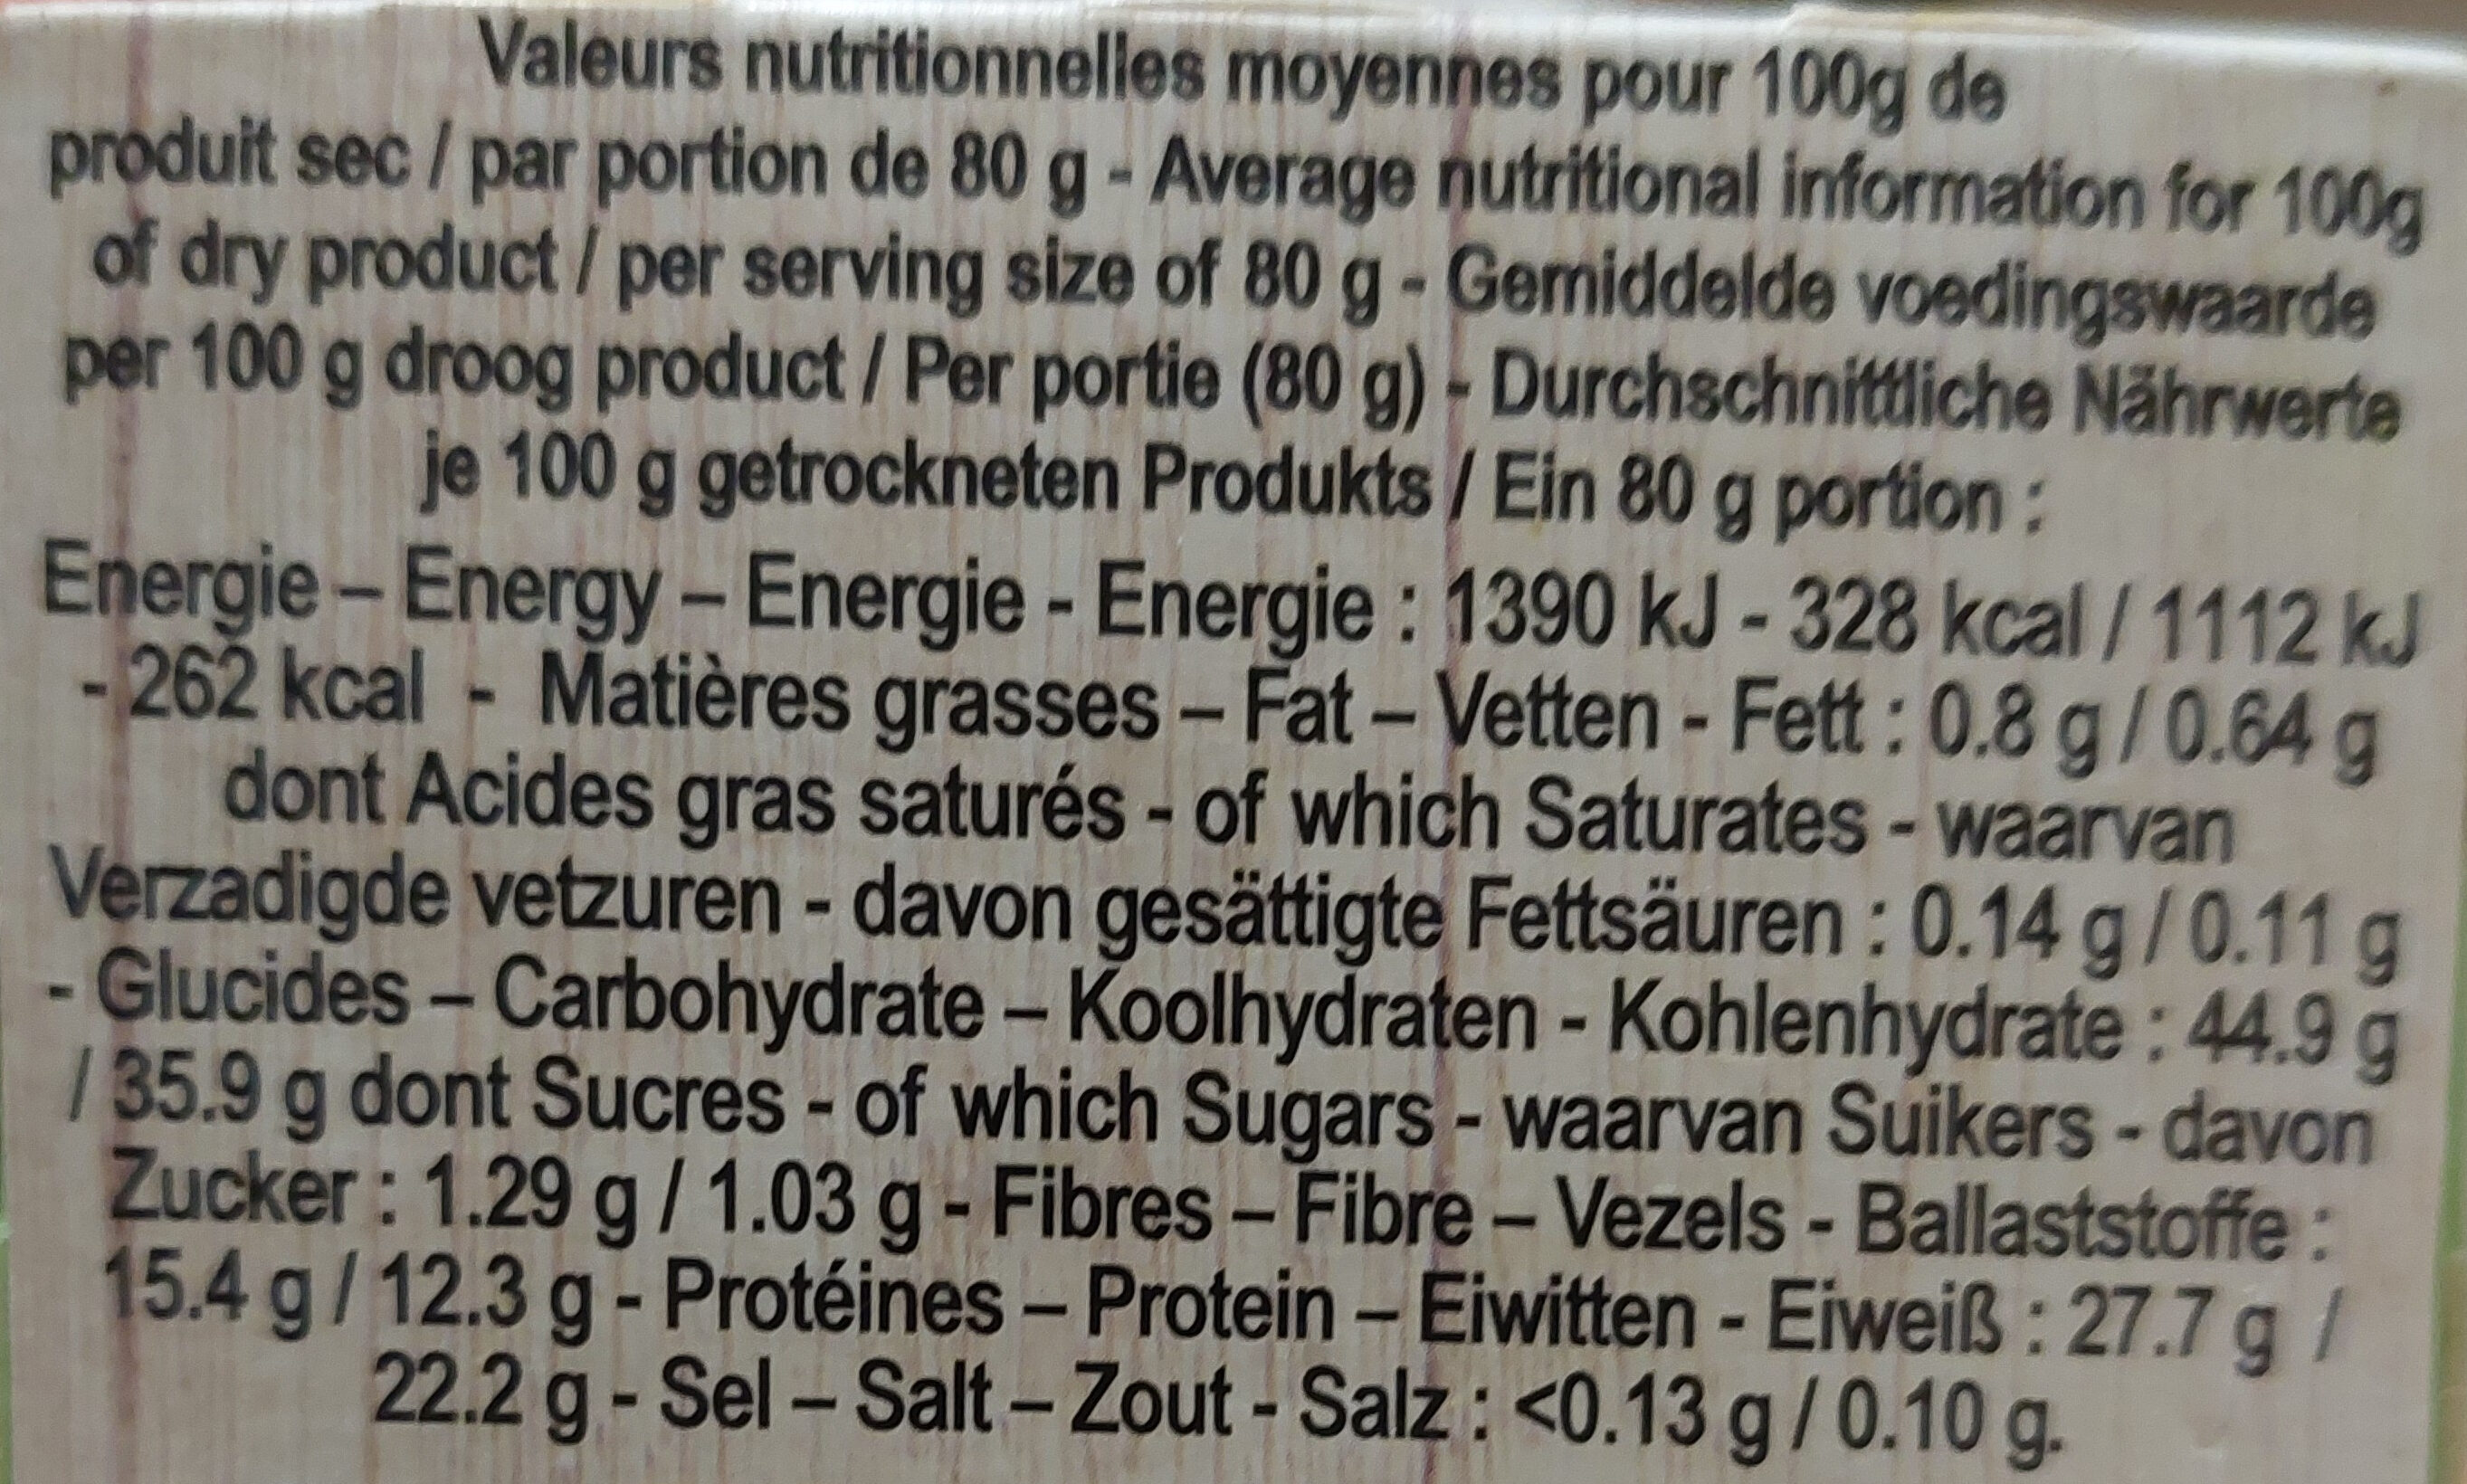 Valeurs nutritionnelles moyennes pour 100g de
produit sec / par portion de 80 g - Average nutritional information for 100g
of dry product / per serving size of 80 g - Gemiddelde voedingswaarde
per 100 g droog product / Per portie (80 g) - Durchschnittliche Nährwerte
je 100 g getrockneten Produkts / Ein 80 g portion :
Energie – Energy – Energie - Energie : 1390 kJ - 328 kcal / 1112 kJ
- 262 kcal - Matières grasses – Fat – Vetten - Fett : 0.8 g / 0.64 g
dont Acides gras saturés - of which Saturates - waarvan
Verzadigde vetzuren - davon gesättigte Fettsäuren : 0.14 g / 0.11 g
- Glucides – Carbohydrate – Koolhydraten - Kohlenhydrate : 44.9 g
/ 35.9 g dont Sucres - of which Sugars - waarvan Suikers - davon
Zucker : 1.29 g / 1.03 g - Fibres – Fibre – Vezels - Ballaststoffe :
15.4 g / 12.3 g - Protéines – Protein – Eiwitten - Eiweiß : 27.7 g /
22.2 g - Sel – Salt – Zout - Salz : <0.13 g / 0.10 g.